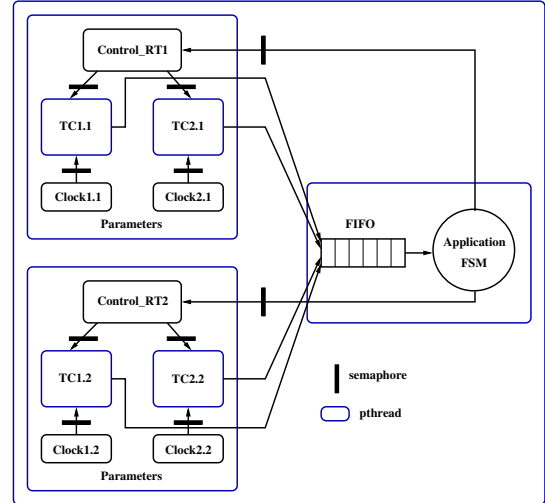 Control_RT1
TC1.1
TC2.1
Clock1.1
Clock2.1
Parameters
FIFO
Application
FSM
Control_RT2
TC1.2
TC2.2
Clock1.2
Clock2.2
Parameters
semaphore
pthread